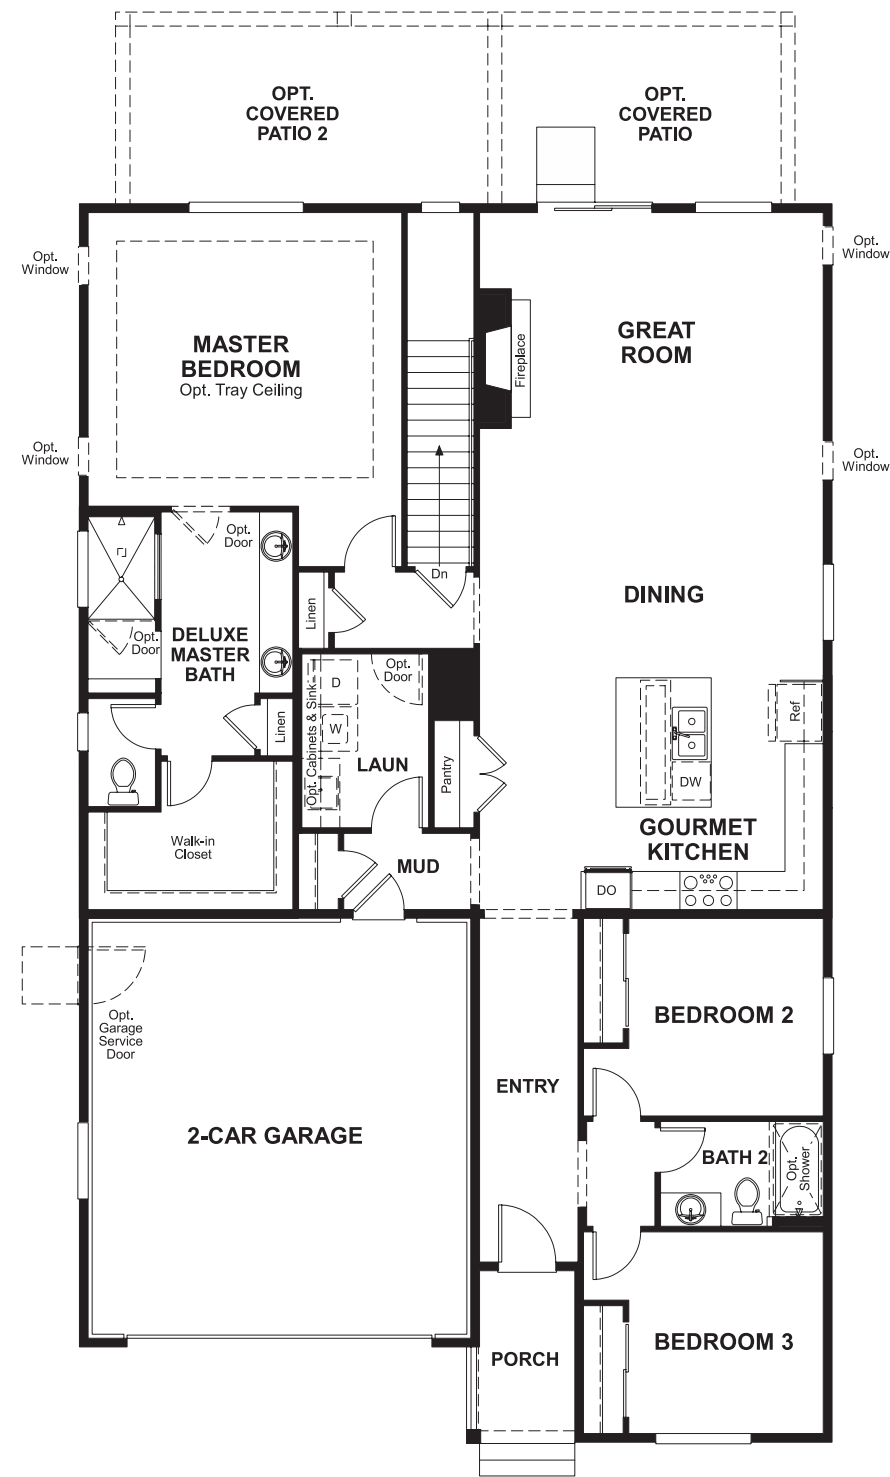 OPT.
COVERED
PATIO 2
OPT.
COVERED
PATIO
Opt.
Window
Opt.
Window
MASTER
BEDROOM
Opt. Tray Ceiling
GREAT
ROOM
Fireplace
Opt.
Window
Opt.
Window
Opt.
Door
Dn
DINING
Linen
Opt.
Door
DELUXE
MASTER
BATH
Opt. Cabinets & Sink
D
Opt.
Door
W
LAUN
Linen
Pantry
Ref
DW
GOURMET
KITCHEN
Walk-in
Closet
MUD
DO
Opt.
Garage
Service
Door
BEDROOM 2
ENTRY
2-CAR GARAGE
BATH 2
Opt.
Shower
PORCH
BEDROOM 3